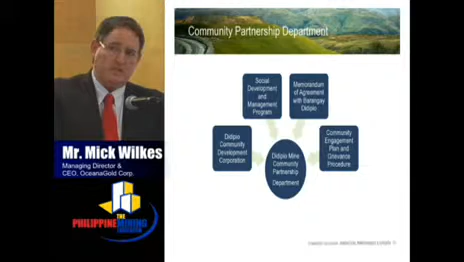 Community Partnership Department
Social
Development
and
Management
Program
Memorandum
of Agreement
with Barangay
Didipio
Didipio
Community
Development
Corporation
Didipio Mine
Community
Partnership
Department
Community
Engagement
Plan and
Grievance
Procedure
Mr. Mick Wilkes
Managing Director &
CEO, OceanaGold Corp.
THE
PHILIPPINE MINING